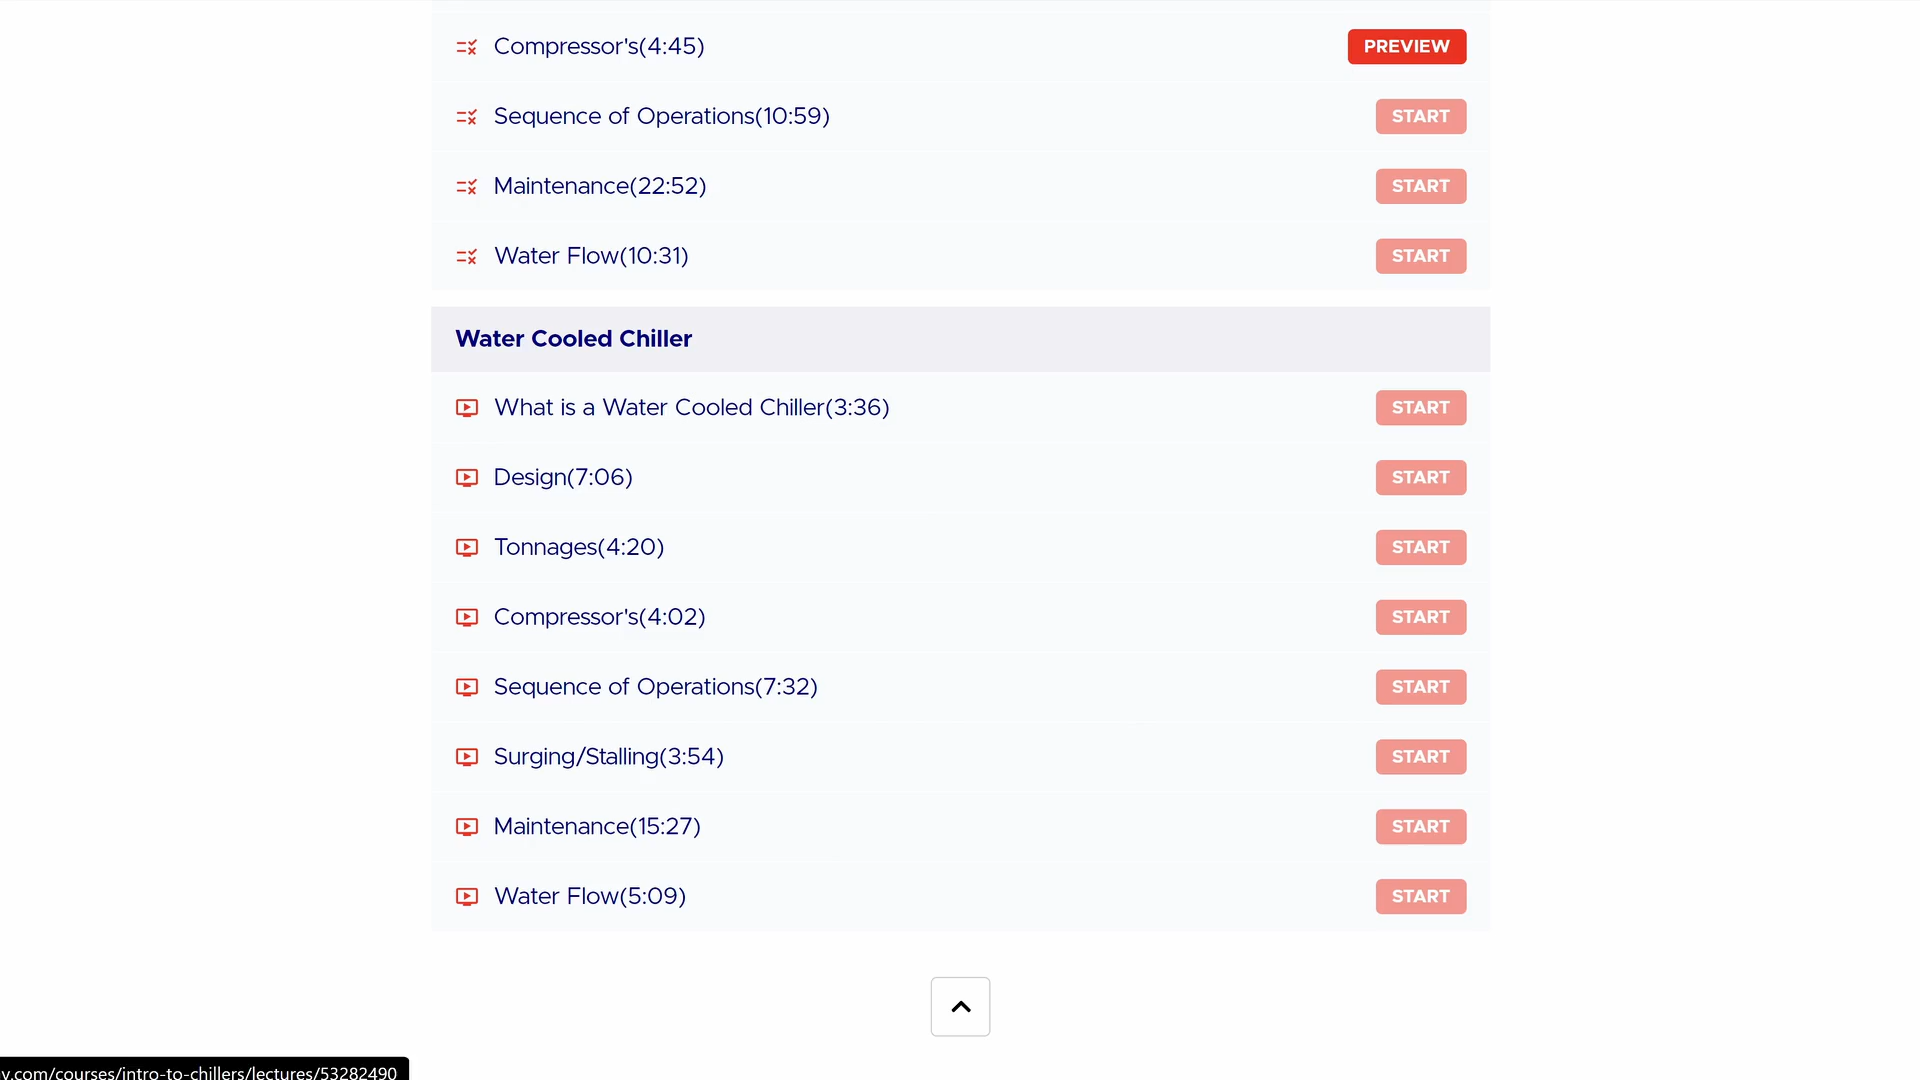 Compressor's(4:45) PREVIEW
Sequence of Operations(10:59) START
Maintenance(22:52) START
Water Flow(10:31) START
Water Cooled Chiller
What is a Water Cooled Chiller(3:36) START
Design(7:06) START
Tonnages(4:20) START
Compressor's(4:02) START
Sequence of Operations(7:32) START
Surging/Stalling(3:54) START
Maintenance(15:27) START
Water Flow(5:09) START
y.com/courses/intro-to-chillers/lectures/53282490